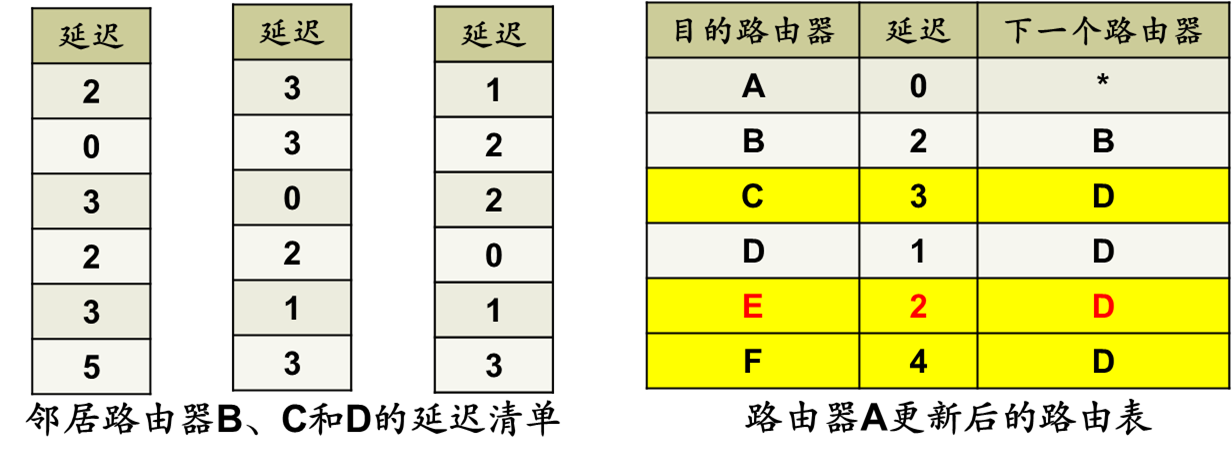 延迟 延迟 延迟 目的路由器 延迟 下一个路由器
2 3 1 A 0 *
0 3 2 B 2 B
3 0 2 C 3 D
2 2 0 D 1 D
3 1 1 E 2 D
5 3 3 F 4 D
邻居路由器B、C和D的延迟清单 路由器A更新后的路由表